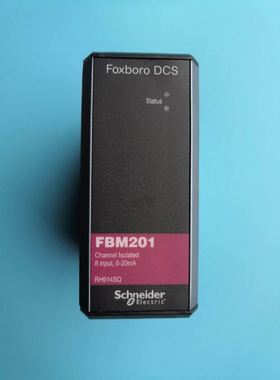 Foxboro DCS
Status
FBM201
Channel Isolated
8 input, 0-20mA
RH914SQ
Schneider
Electric